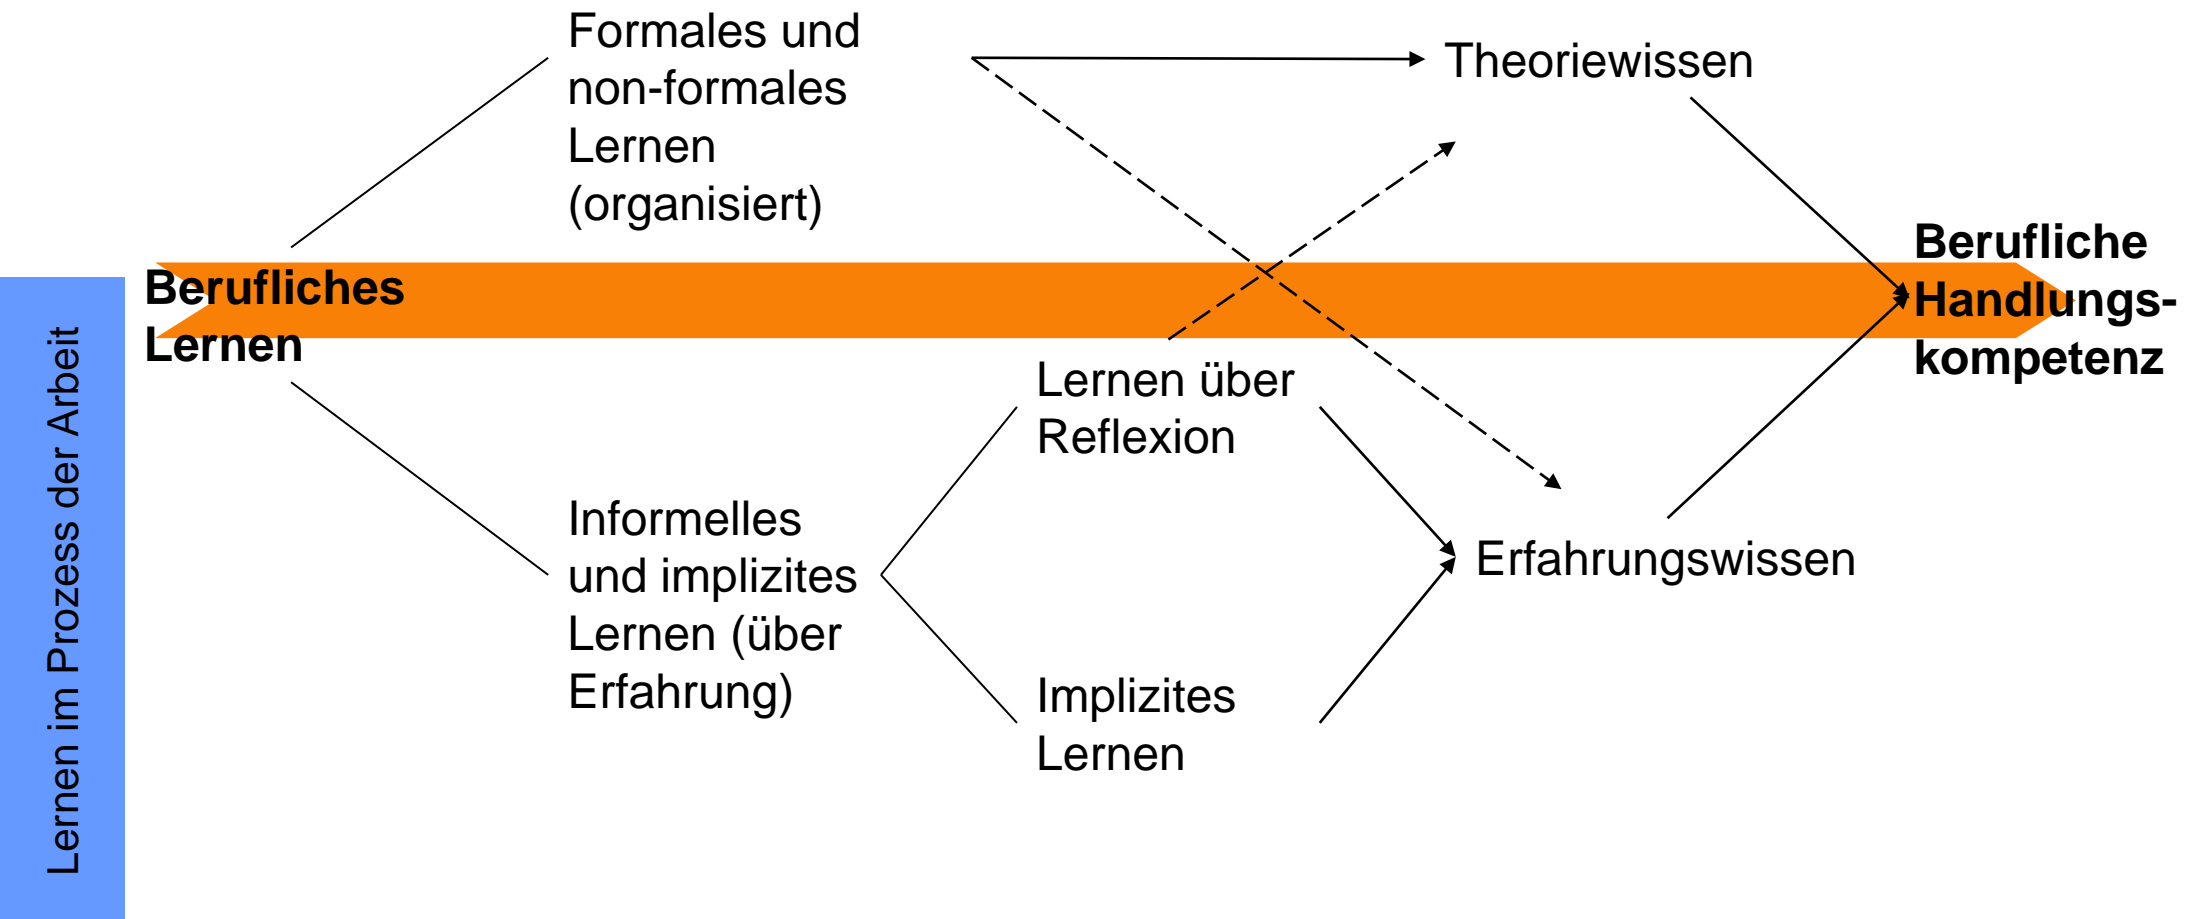 Formales und
non-formales
Lernen
(organisiert)
Theoriewissen
Berufliches
Lernen
Berufliche
Handlungs-
kompetenz
Lernen über
Reflexion
Informelles
und implizites
Lernen (über
Erfahrung)
Erfahrungswissen
Implizites
Lernen
Lernen im Prozess der Arbeit